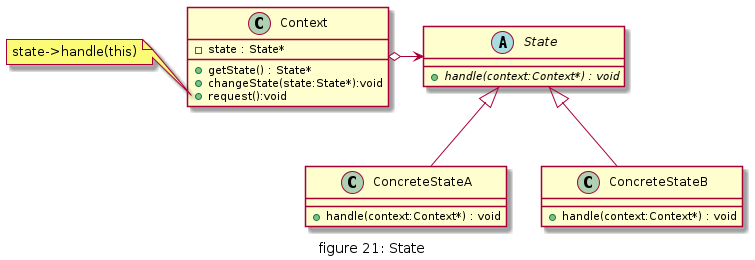 C Context
state : State*
getState() : State*
changeState(state:State*):void
request():void
state->handle(this)
A State
handle(context:Context*) : void
C ConcreteStateA
handle(context:Context*) : void
C ConcreteStateB
handle(context:Context*) : void
figure 21: State